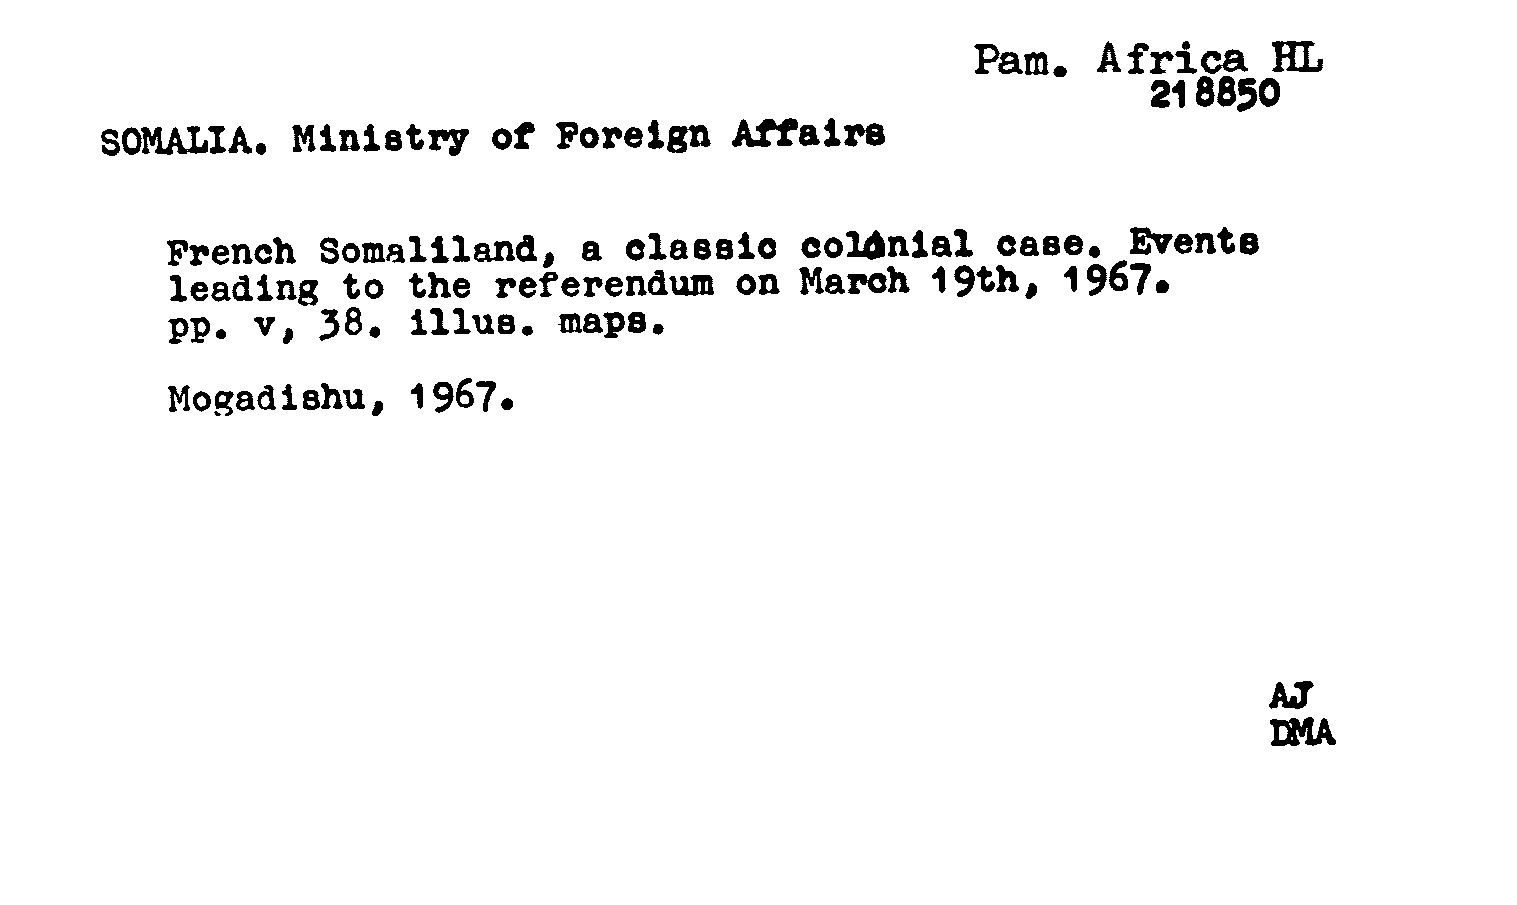 Pam. Africa HL
218850
SOMALIA. Ministry of Foreign Affairs
French Somaliland, a classic colonial case. Events
leading to the referendum on March 19th, 1967.
pp. v, 38. illus. maps.
Mogadishu, 1967.
AJ
DMA